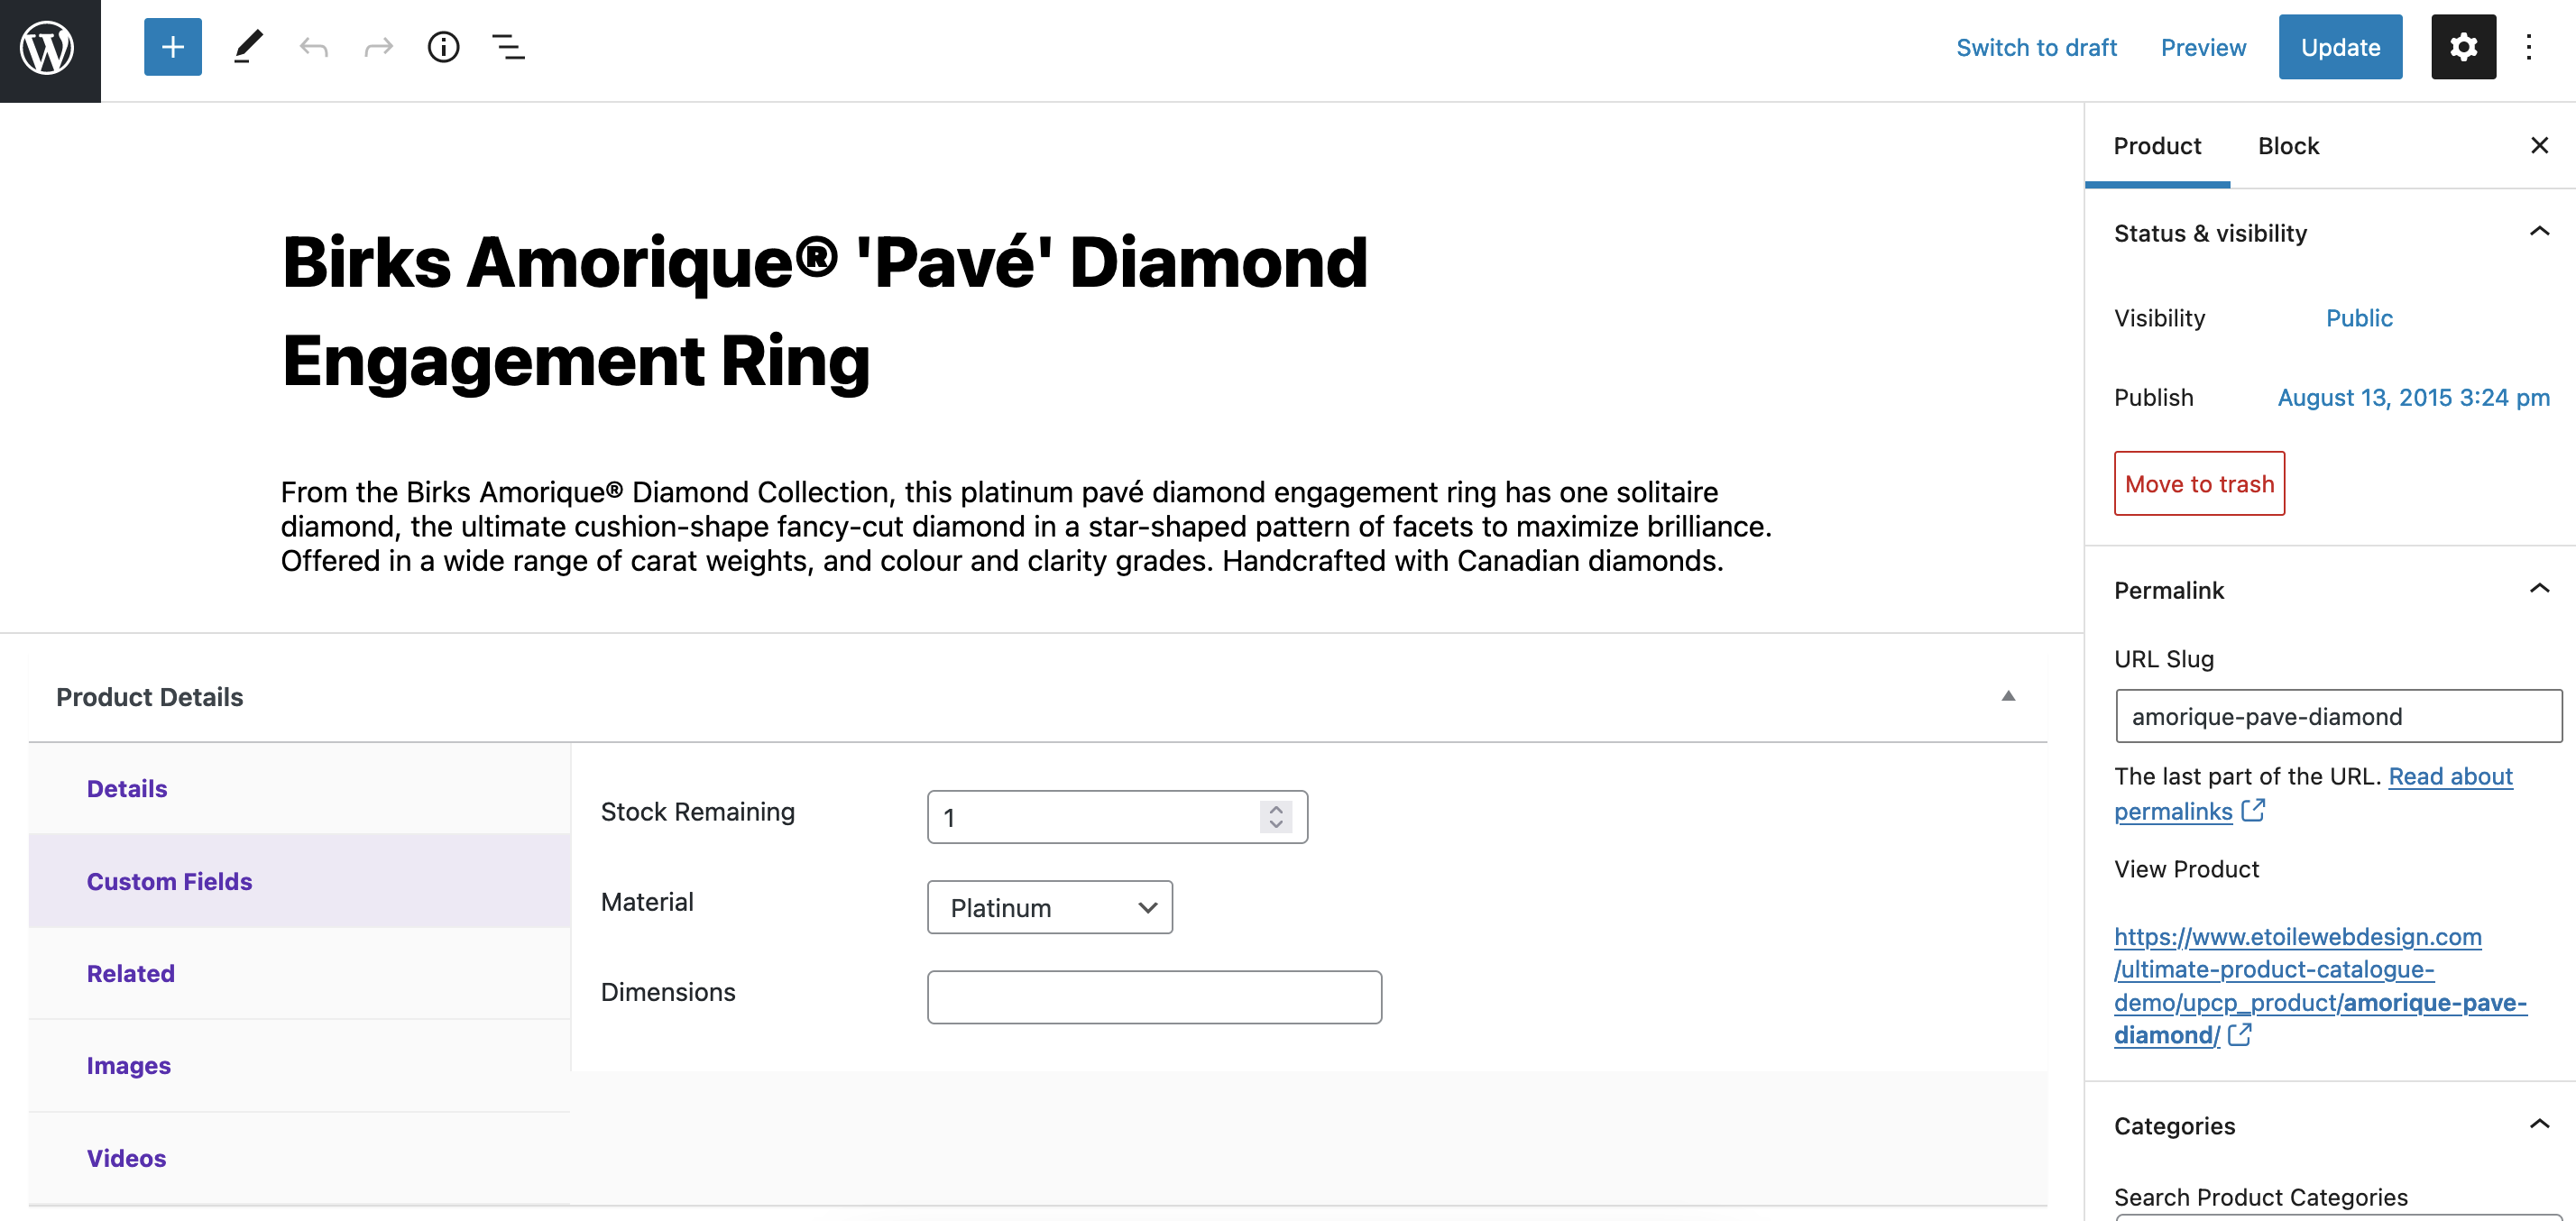 Switch to draft
Preview
Update
Product
Block
Birks Amorique® 'Pavé' Diamond
Engagement Ring
From the Birks Amorique® Diamond Collection, this platinum pavé diamond engagement ring has one solitaire
diamond, the ultimate cushion-shape fancy-cut diamond in a star-shaped pattern of facets to maximize brilliance.
Offered in a wide range of carat weights, and colour and clarity grades. Handcrafted with Canadian diamonds.
Product Details
Details
Custom Fields
Related
Images
Videos
Stock Remaining
1
Material
Platinum
Dimensions
Status & visibility
Visibility
Public
Publish
August 13, 2015 3:24 pm
Move to trash
Permalink
URL Slug
amorique-pave-diamond
The last part of the URL. Read about
permalinks
View Product
https://www.etoilewebdesign.com
/ultimate-product-catalogue-
demo/upcp_product/amorique-pave-
diamond/
Categories
Search Product Categories